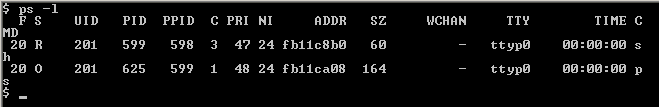 $ ps -l
F S UID PID PPID C PRI NI ADDR SZ WCHAN TTY TIME C
MD
20 R 201 599 598 3 47 24 fb11c8b0 60 - ttyp0 00:00:00 s
h
20 O 201 625 599 1 48 24 fb11ca08 164 - ttyp0 00:00:00 p
s
$ _